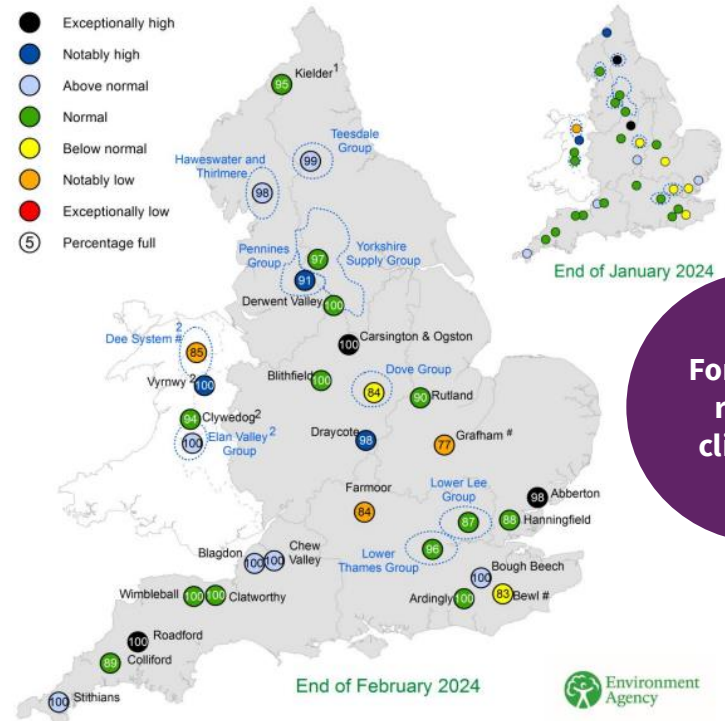 Exceptionally high
Notably high
Above normal
Normal
Below normal
Notably low
Exceptionally low
5 Percentage full
95
Kielder1
Teesdale
Group
99
Haweswater and
Thirlmere
98
Pennines
Group
97
Yorkshire
Supply Group
91
Derwent Valley
100
Carsington & Ogston
100
Dee System #2
85
Vyrnwy 2
100
Blithfield
100
Dove Group
84
90
Rutland
Clywedog2
94
100
Elan Valley2
Group
Draycote
98
Grafham #
77
Farmoor
84
Lower Lee
Group
87
98
Abberton
88
Hanningfield
Lower
Thames Group
96
Blagdon
100
Chew
Valley
100
Bough Beech
100
Ardingly
100
83
Bewl #
Wimbleball
100
100
Clatworthy
100
Roadford
89
Colliford
100
Stithians
End of February 2024
End of January 2024
Environment
Agency